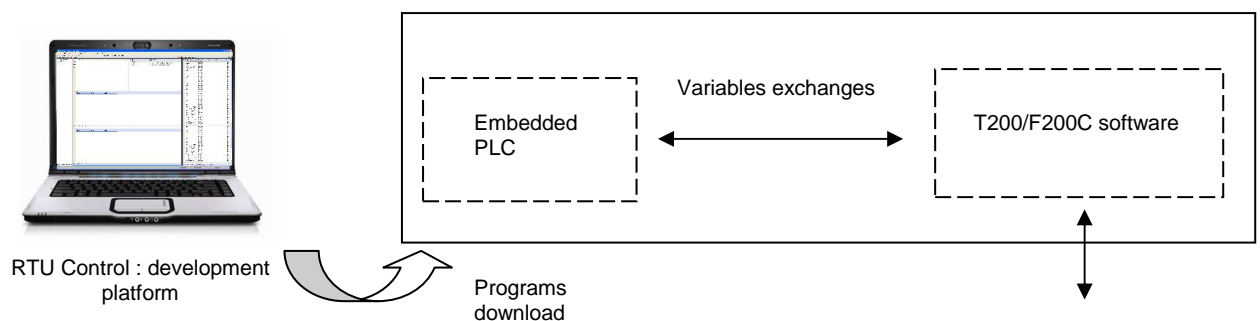 Variables exchanges
Embedded
PLC
T200/F200C software
RTU Control : development
platform
Programs
download